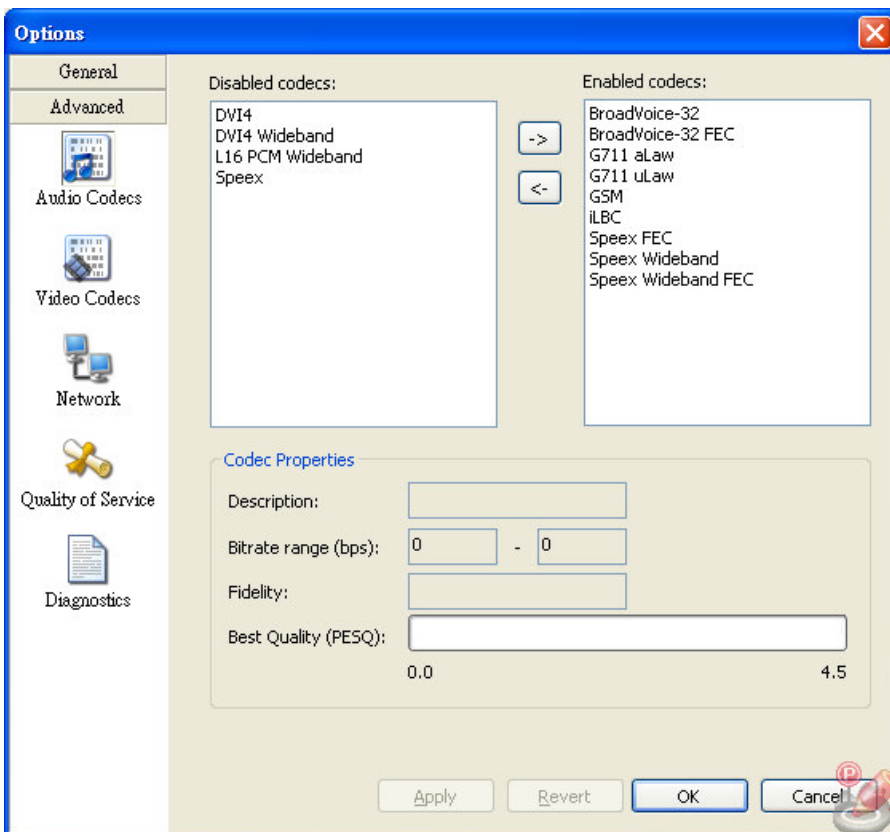 Options
General
Advanced
Audio Codecs
Video Codecs
Network
Quality of Service
Diagnostics
Disabled codecs:
DVI4
DVI4 Wideband
L16 PCM Wideband
Speex
->
<-
Enabled codecs:
BroadVoice-32
BroadVoice-32 FEC
G711 aLaw
G711 uLaw
GSM
iLBC
Speex FEC
Speex Wideband
Speex Wideband FEC
Codec Properties
Description:
Bitrate range (bps): 0 - 0
Fidelity:
Best Quality (PESQ):
0.0 4.5
Apply Revert OK Cancel
P